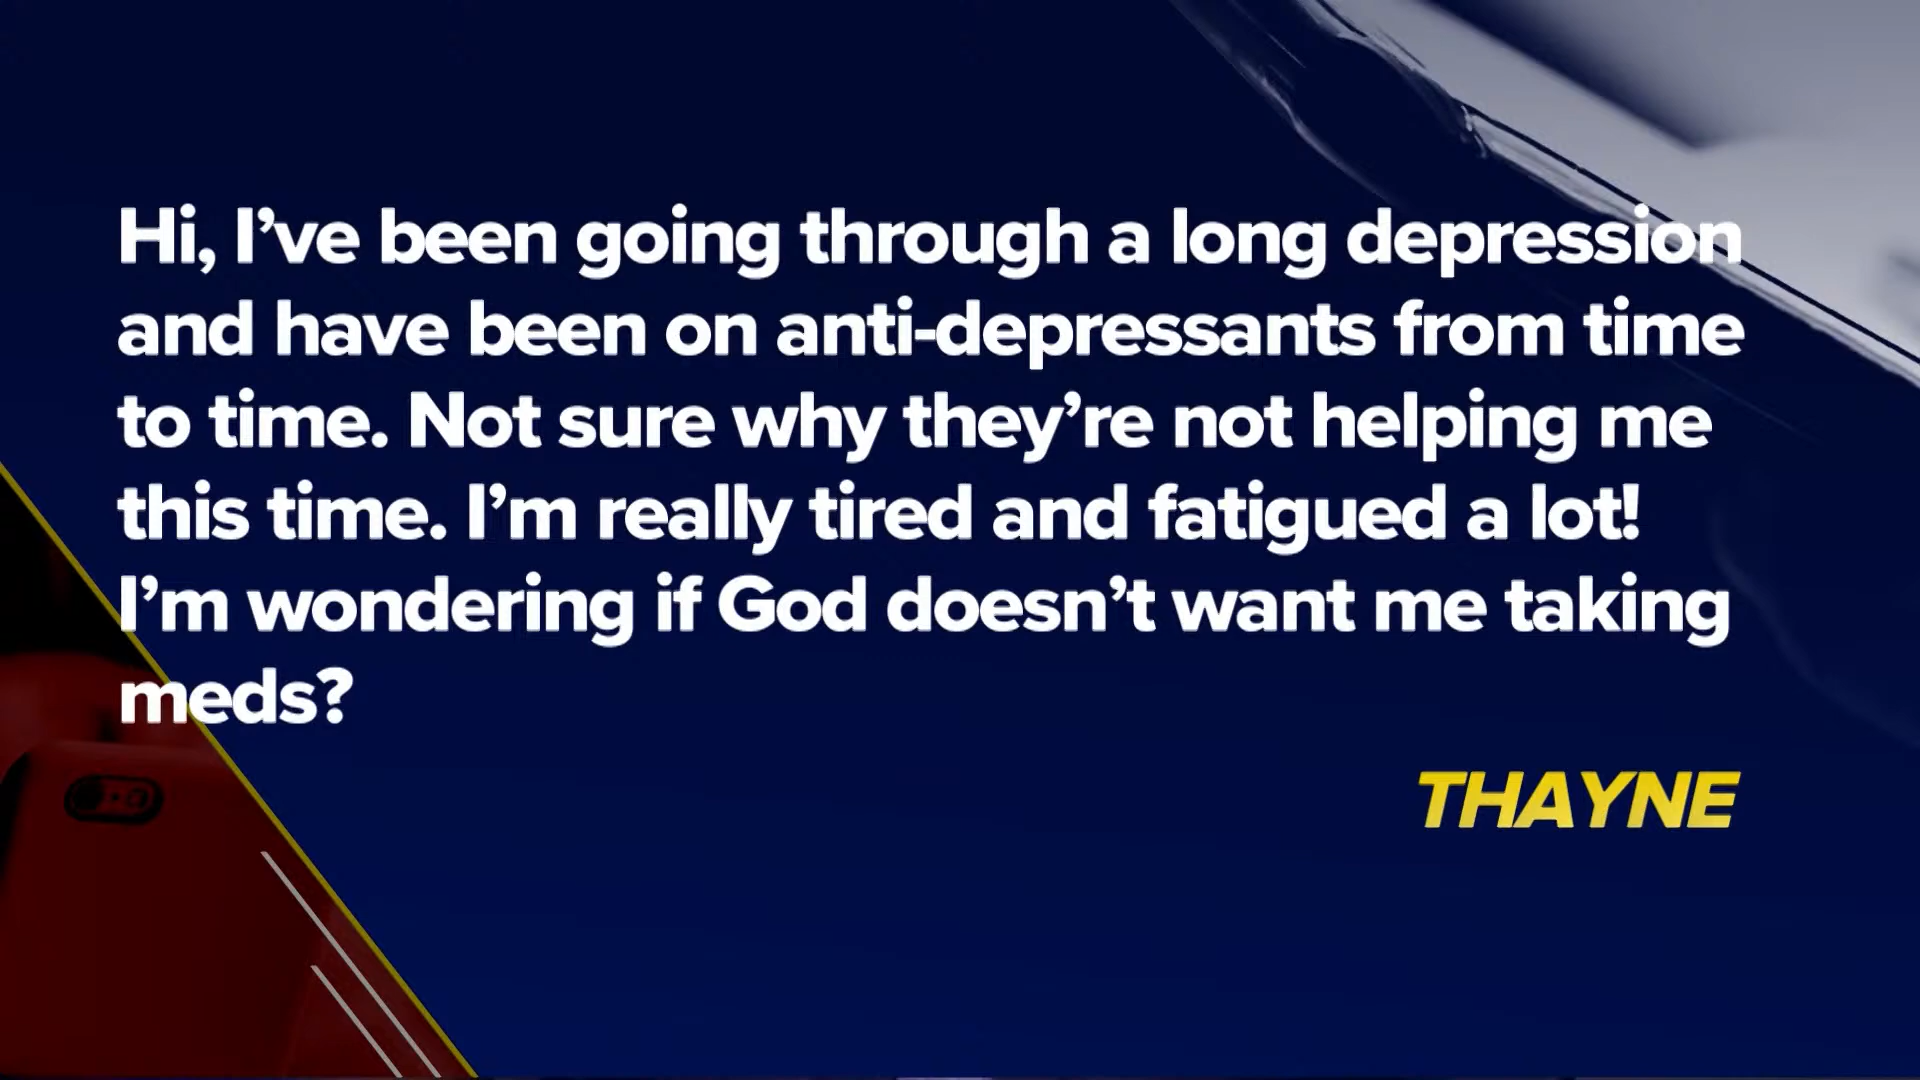 Hi, I’ve been going through a long depression
and have been on anti-depressants from time
to time. Not sure why they’re not helping me
this time. I’m really tired and fatigued a lot!
I’m wondering if God doesn’t want me taking
meds?
THAYNE